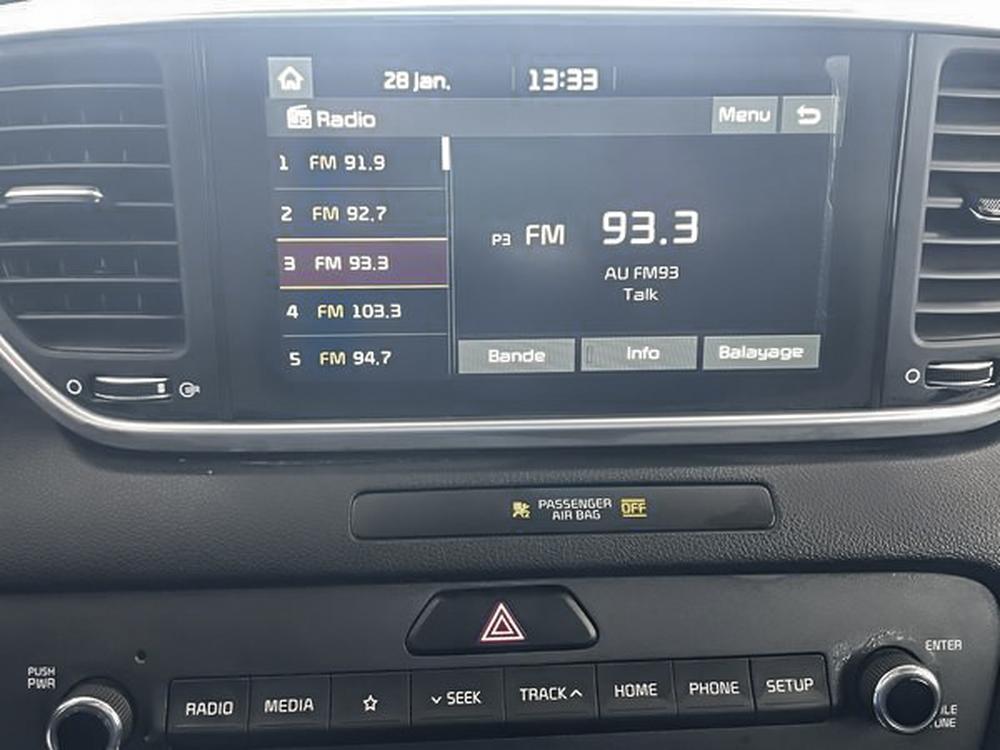 28 jan. 13:33
Radio Menu
1 FM 91.9
2 FM 92.7
3 FM 93.3
4 FM 103.3
5 FM 94.7
P3 FM 93.3
AU FM93
Talk
Bande Info Balayage
PASSENGER
AIR BAG OFF
PUSH
PWR
RADIO MEDIA SEEK TRACK HOME PHONE SETUP
ENTER